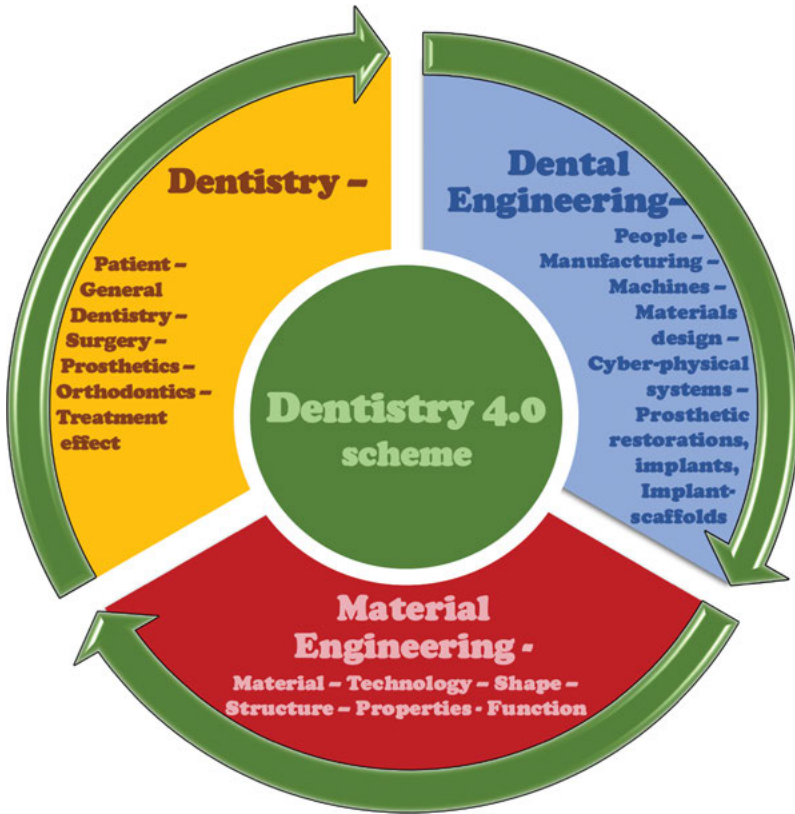 Dentistry –
Patient –
General
Dentistry –
Surgery –
Prosthetics –
Orthodontics –
Treatment
effect
Dental
Engineering–
People –
Manufacturing –
Machines –
Materials
design –
Cyber-physical
systems –
Prosthetic
restorations,
implants,
Implant-
scaffolds
Dentistry 4.0
scheme
Material
Engineering -
Material – Technology – Shape –
Structure – Properties - Function